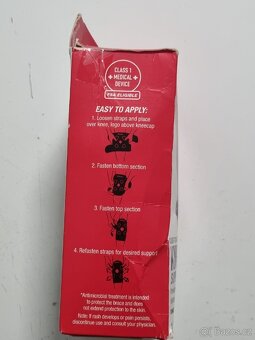 CLASS 1
MEDICAL
DEVICE
FSA ELIGIBLE
EASY TO APPLY:
1. Loosen straps and place
over knee, logo above kneecap
2. Fasten bottom section
3. Fasten top section
4. Refasten straps for desired support
*Antimicrobial treatment is intended
to protect the brace and does
not extend protection to the skin.
Note: If rash develops or pain persists,
discontinue use and consult your physician.
sbazos.cz